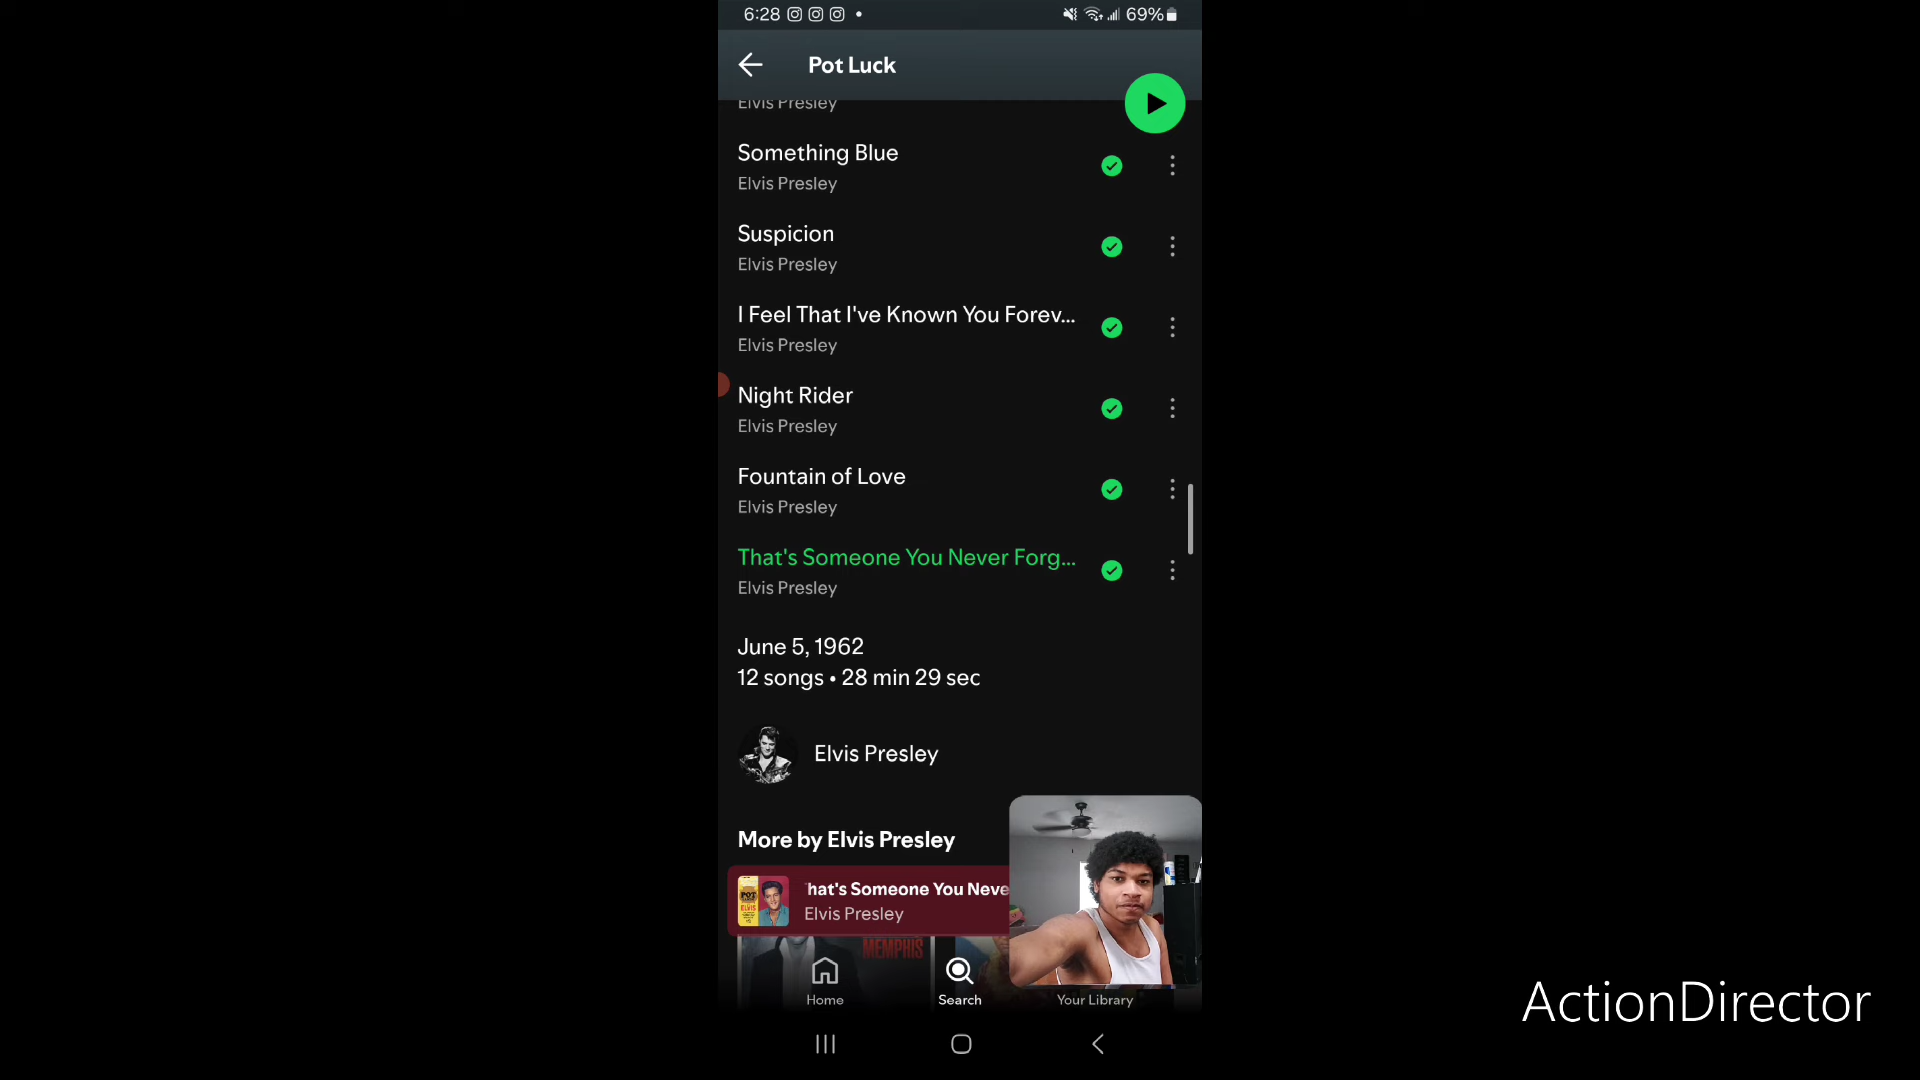 6:28
69%
Pot Luck
Elvis Presley
Something Blue
Elvis Presley
Suspicion
Elvis Presley
I Feel That I've Known You Forev...
Elvis Presley
Night Rider
Elvis Presley
Fountain of Love
Elvis Presley
That's Someone You Never Forg...
Elvis Presley
June 5, 1962
12 songs • 28 min 29 sec
Elvis Presley
More by Elvis Presley
POT
ELVIS
hat's Someone You Neve
Elvis Presley
MEMPHIS
Home
Search
Your Library
ActionDirector